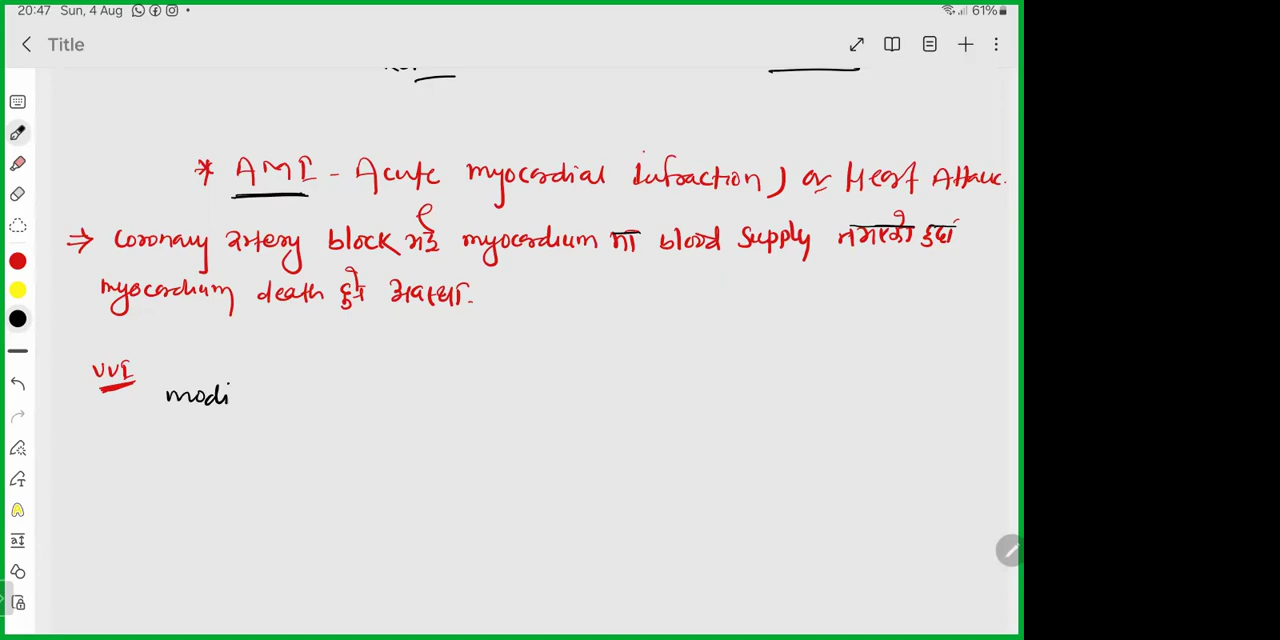 20:47 Sun, 4 Aug 61%
Title
* AMI - Acute myocardial infraction) or Heart Attack.
⇒ Coronary artery block भई myocardium मा blood supply नभएको हुदाँ
myocardium death हुने अवस्था.
VVI
modi